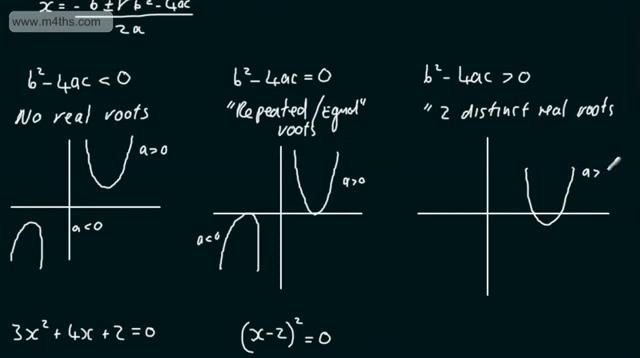 x = -b ± √b² - 4ac
2a
www.m4ths.com
b² - 4ac < 0
No real roots
a > 0
a < 0
3x² + 4x + 2 = 0
b² - 4ac = 0
"Repeated/Equal"
roots
a > 0
a < 0
(x - 2)² = 0
b² - 4ac > 0
"2 distinct real roots
a >